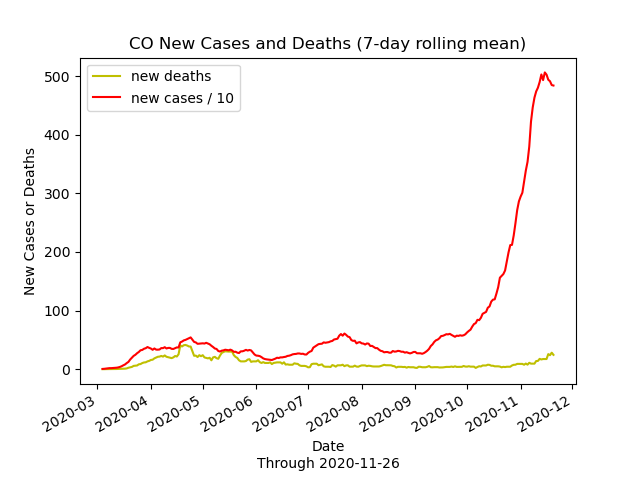 CO New Cases and Deaths (7-day rolling mean)
new deaths
new cases / 10
New Cases or Deaths
500
400
300
200
100
0
2020-03
2020-04
2020-05
2020-06
2020-07
2020-08
2020-09
2020-10
2020-11
2020-12
Date
Through 2020-11-26